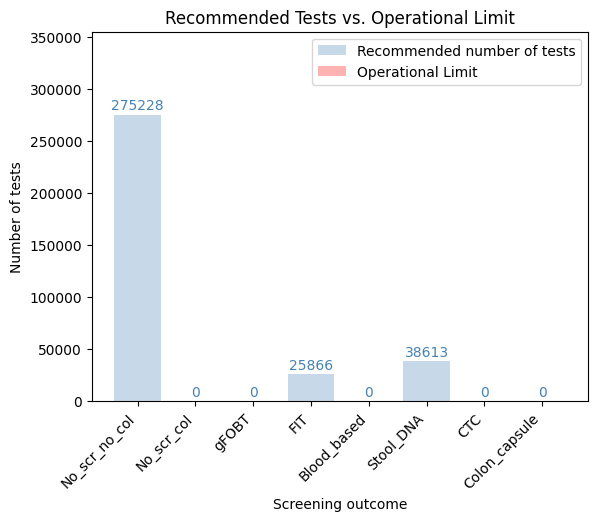 Recommended Tests vs. Operational Limit
Recommended number of tests
Operational Limit
Number of tests
350000
300000
250000
200000
150000
100000
50000
0
275228
0
0
25866
0
38613
0
0
No_scr_no_col
No_scr_col
gFOBT
FIT
Blood_based
Stool_DNA
CTC
Colon_capsule
Screening outcome